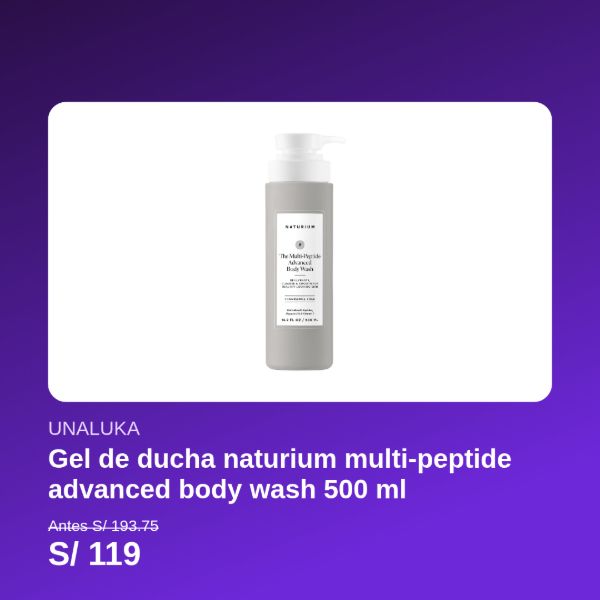 NATURIUM
The Multi-Peptide
Advanced
Body Wash
UNALUKA
Gel de ducha naturium multi-peptide
advanced body wash 500 ml
Antes S/ 193.75
S/ 119